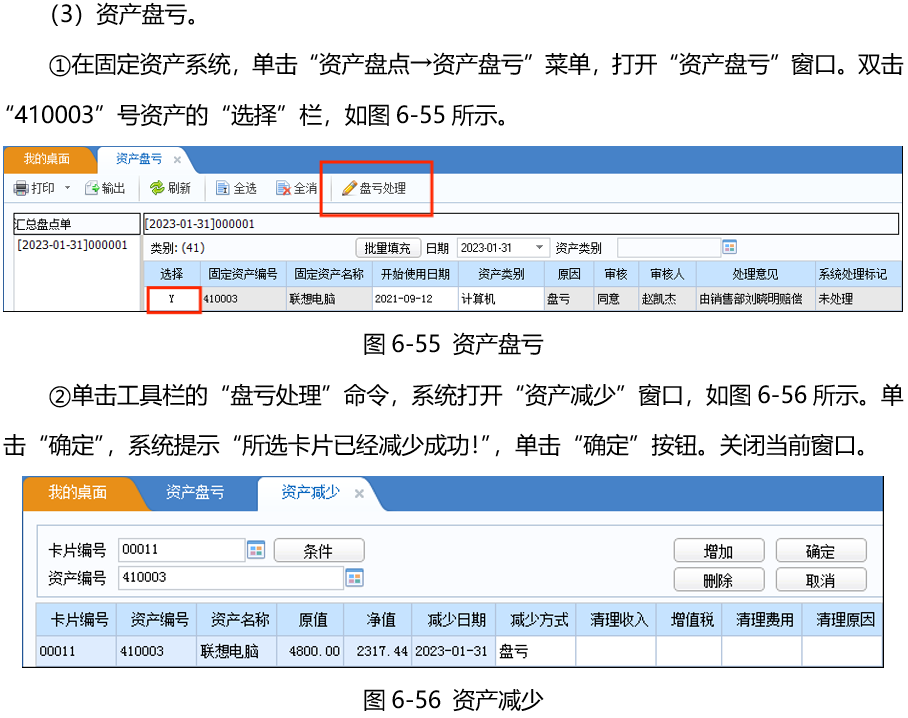 （3）资产盘亏。
①在固定资产系统，单击“资产盘点→资产盘亏”菜单，打开“资产盘亏”窗口。双击
“410003”号资产的“选择”栏，如图 6-55 所示。
我的桌面 资产盘亏 ×
打印 输出 刷新 全选 全消 盘亏处理
汇总盘点单 [2023-01-31]000001
[2023-01-31]000001 类别: (41) 批量填充 日期 2023-01-31 资产类别
选择 固定资产编号 固定资产名称 开始使用日期 资产类别 原因 审核 审核人 处理意见 系统处理标记
Y 410003 联想电脑 2021-09-12 计算机 盘亏 同意 赵凯杰 由销售部刘晓明赔偿 未处理
图 6-55 资产盘亏
②单击工具栏的“盘亏处理”命令，系统打开“资产减少”窗口，如图 6-56 所示。单
击“确定”，系统提示“所选卡片已经减少成功!”，单击“确定”按钮。关闭当前窗口。
我的桌面 资产盘亏 资产减少 ×
卡片编号 00011 条件 增加 确定
资产编号 410003 删除 取消
卡片编号 资产编号 资产名称 原值 净值 减少日期 减少方式 清理收入 增值税 清理费用 清理原因
00011 410003 联想电脑 4800.00 2317.44 2023-01-31 盘亏
图 6-56 资产减少